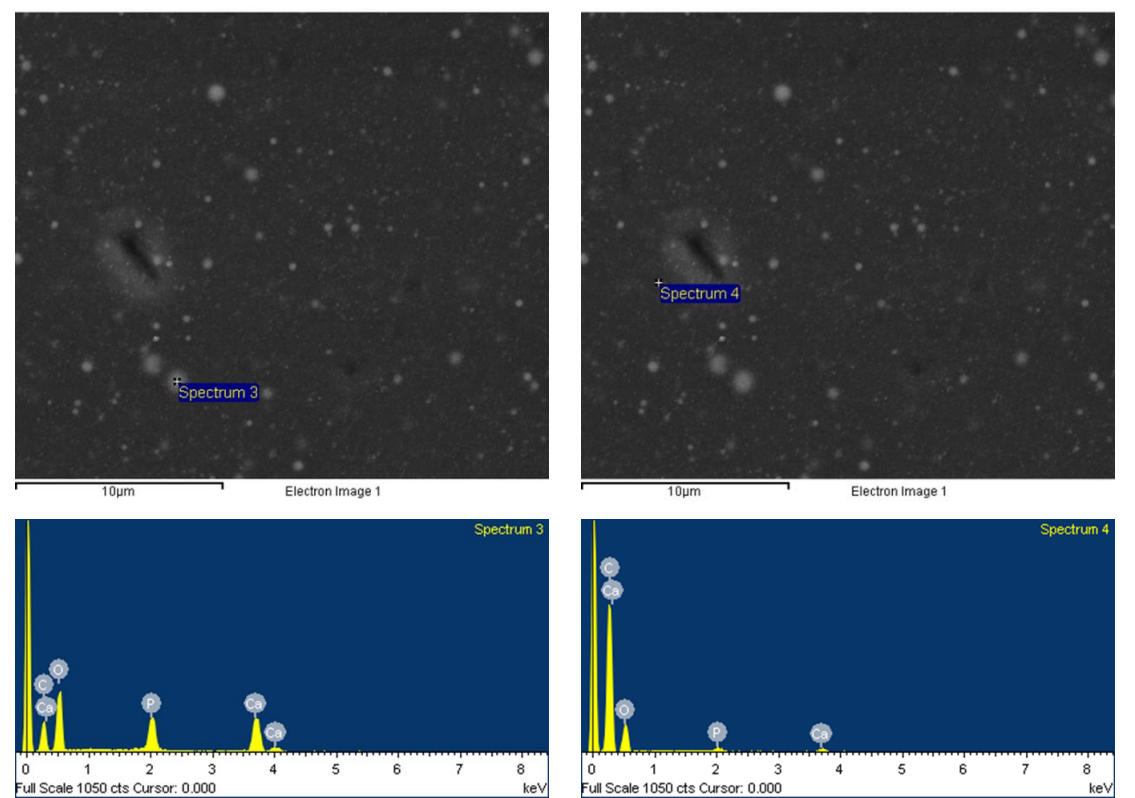 Spectrum 3
10µm
Electron Image 1
Spectrum 4
10µm
Electron Image 1
Spectrum 3
O
C
Ca
P
Ca
Ca
0 1 2 3 4 5 6 7 8
Full Scale 1050 cts Cursor: 0.000 keV
Spectrum 4
C
Ca
O
P
Ca
0 1 2 3 4 5 6 7 8
Full Scale 1050 cts Cursor: 0.000 keV